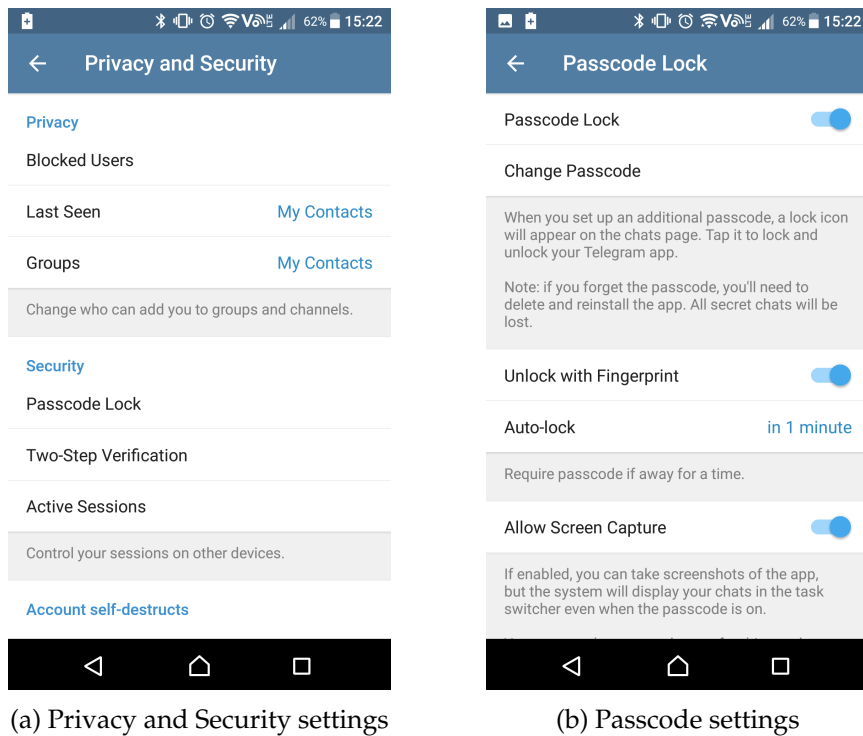 62% 15:22
Privacy and Security
Privacy
Blocked Users
Last Seen My Contacts
Groups My Contacts
Change who can add you to groups and channels.
Security
Passcode Lock
Two-Step Verification
Active Sessions
Control your sessions on other devices.
Account self-destructs
(a) Privacy and Security settings
62% 15:22
Passcode Lock
Passcode Lock
Change Passcode
When you set up an additional passcode, a lock icon
will appear on the chats page. Tap it to lock and
unlock your Telegram app.
Note: if you forget the passcode, you'll need to
delete and reinstall the app. All secret chats will be
lost.
Unlock with Fingerprint
Auto-lock in 1 minute
Require passcode if away for a time.
Allow Screen Capture
If enabled, you can take screenshots of the app,
but the system will display your chats in the task
switcher even when the passcode is on.
(b) Passcode settings